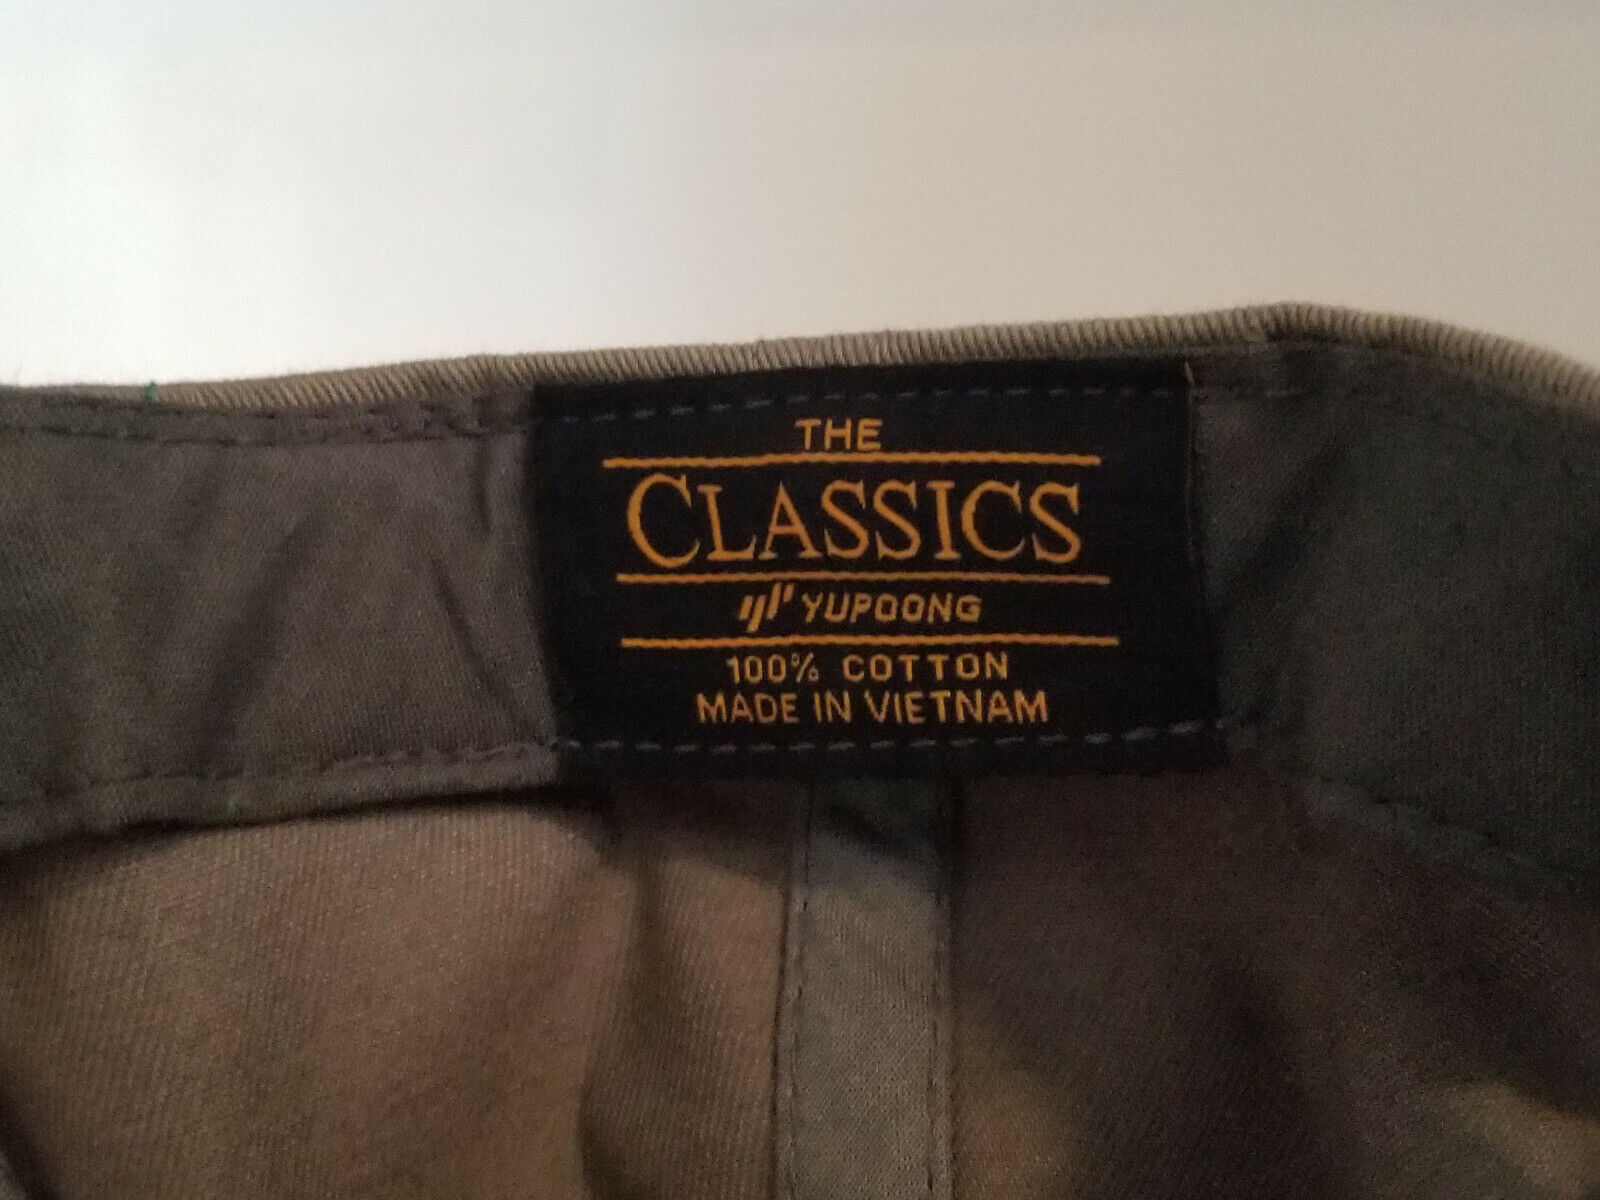 THE
CLASSICS
YUPOONG
100% COTTON
MADE IN VIETNAM